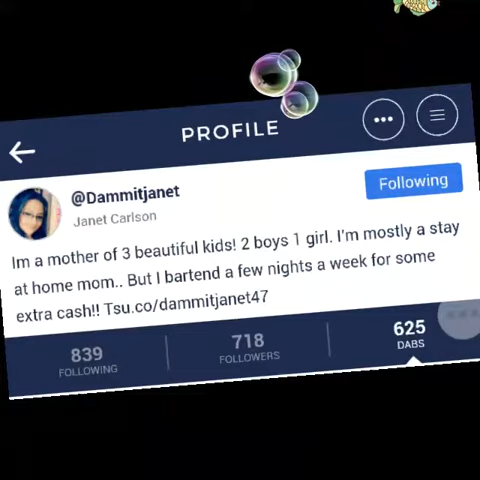 PROFILE
@Dammitjanet
Janet Carlson
Following
Im a mother of 3 beautiful kids! 2 boys 1 girl. I'm mostly a stay
at home mom.. But I bartend a few nights a week for some
extra cash!! Tsu.co/dammitjanet47
839
FOLLOWING
718
FOLLOWERS
625
DABS